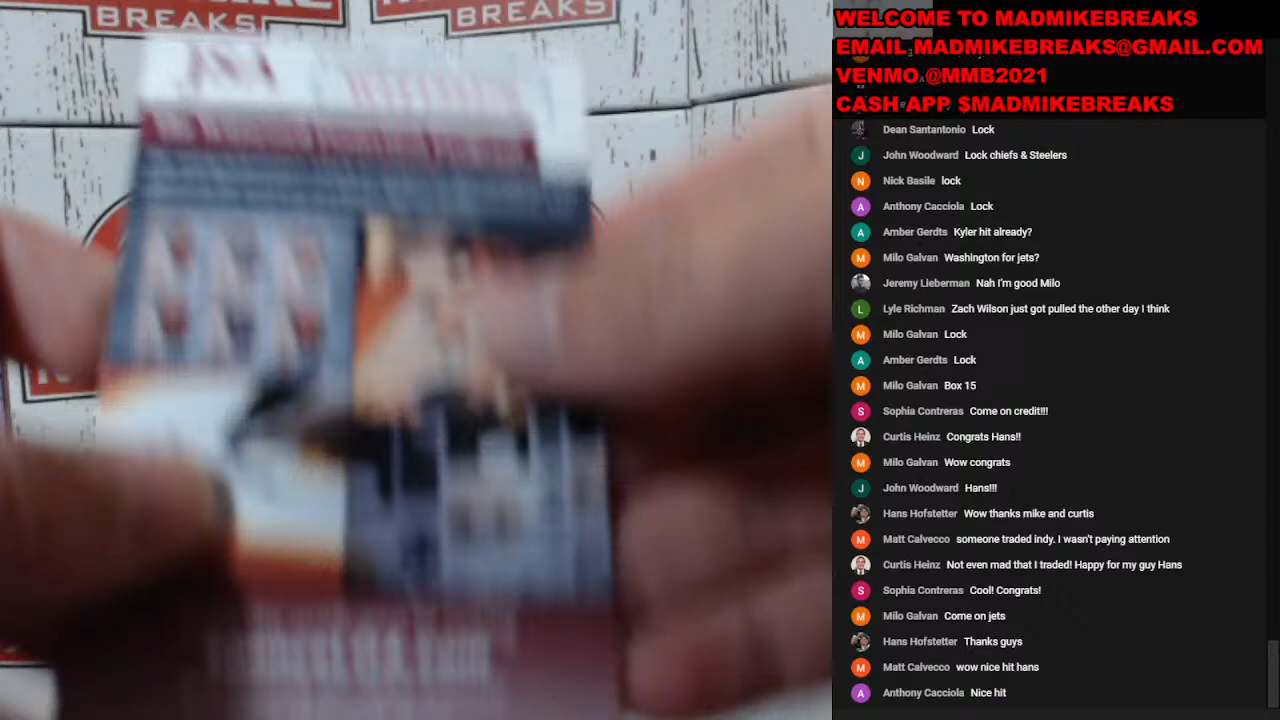 BREAKS
BREAKS
WELCOME TO MADMIKEBREAKS
EMAIL MADMIKEBREAKS@GMAIL.COM
VENMO @MMB2021
CASH APP $MADMIKEBREAKS
Dean Santantonio Lock
John Woodward Lock chiefs & Steelers
Nick Basile lock
Anthony Cacciola Lock
Amber Gerdts Kyler hit already?
Milo Galvan Washington for jets?
Jeremy Lieberman Nah I'm good Milo
Lyle Richman Zach Wilson just got pulled the other day I think
Milo Galvan Lock
Amber Gerdts Lock
Milo Galvan Box 15
Sophia Contreras Come on credit!!!
Curtis Heinz Congrats Hans!!
Milo Galvan Wow congrats
John Woodward Hans!!!
Hans Hofstetter Wow thanks mike and curtis
Matt Calvecco someone traded indy. I wasn't paying attention
Curtis Heinz Not even mad that I traded! Happy for my guy Hans
Sophia Contreras Cool! Congrats!
Milo Galvan Come on jets
Hans Hofstetter Thanks guys
Matt Calvecco wow nice hit hans
Anthony Cacciola Nice hit